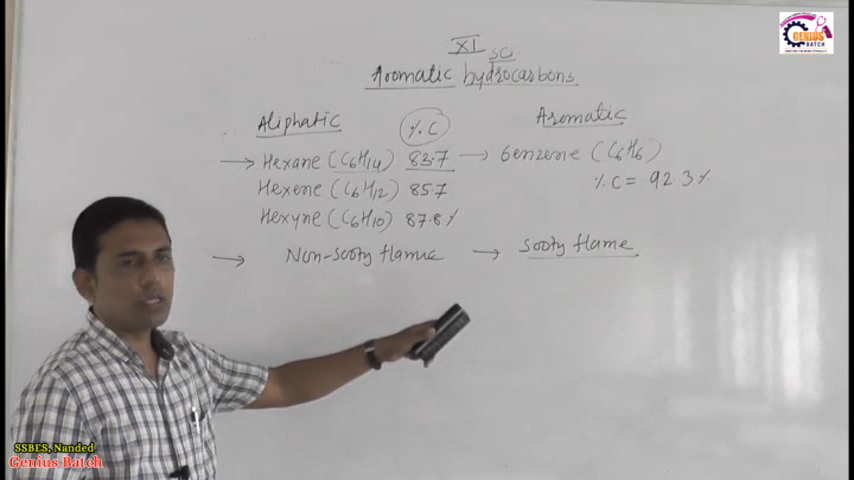 XI sci
Aromatic hydrocarbons
Aliphatic % C Aromatic
→ Hexane (C6H14) 83.7 → Benzene (C6H6)
Hexene (C6H12) 85.7 % C = 92.3%
Hexyne (C6H10) 87.8%
→ Non-sooty flame → Sooty flame
GENIUS
BATCH
SSBES, Nanded
Genius Batch